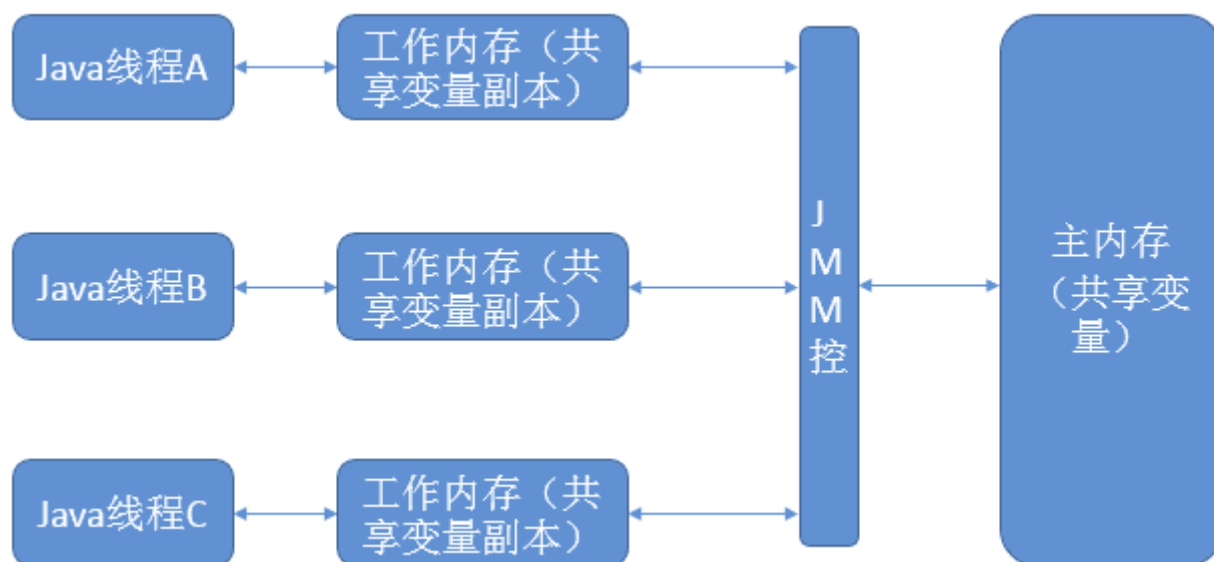 Java线程A
工作内存（共
享变量副本）
Java线程B
工作内存（共
享变量副本）
Java线程C
工作内存（共
享变量副本）
J
M
M
控
主内存
（共享变
量）